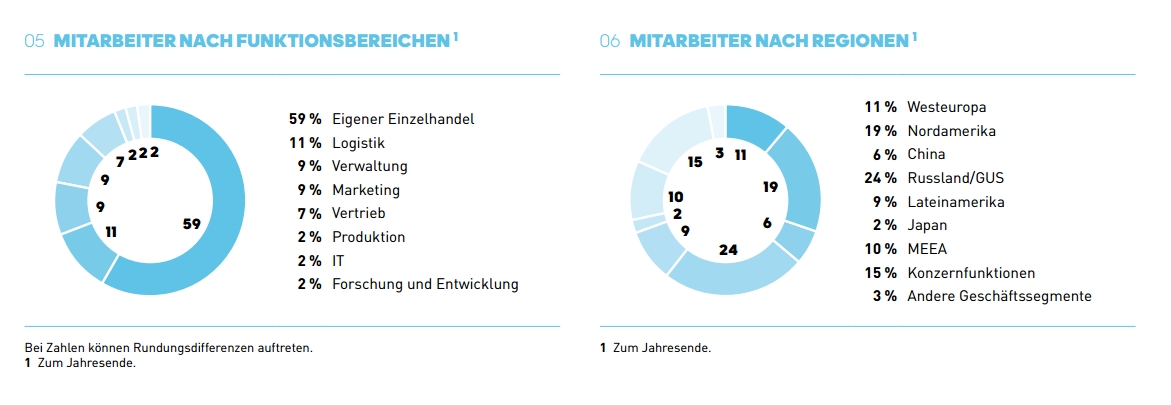 05 MITARBEITER NACH FUNKTIONSBEREICHEN 1
59 % Eigener Einzelhandel
11 % Logistik
9 % Verwaltung
9 % Marketing
7 % Vertrieb
2 % Produktion
2 % IT
2 % Forschung und Entwicklung
59
11
9
9
7
2
2
2
Bei Zahlen können Rundungsdifferenzen auftreten.
1 Zum Jahresende.
06 MITARBEITER NACH REGIONEN 1
11
19
6
24
9
2
10
15
3
11 % Westeuropa
19 % Nordamerika
6 % China
24 % Russland/GUS
9 % Lateinamerika
2 % Japan
10 % MEEA
15 % Konzernfunktionen
3 % Andere Geschäftssegmente
1 Zum Jahresende.